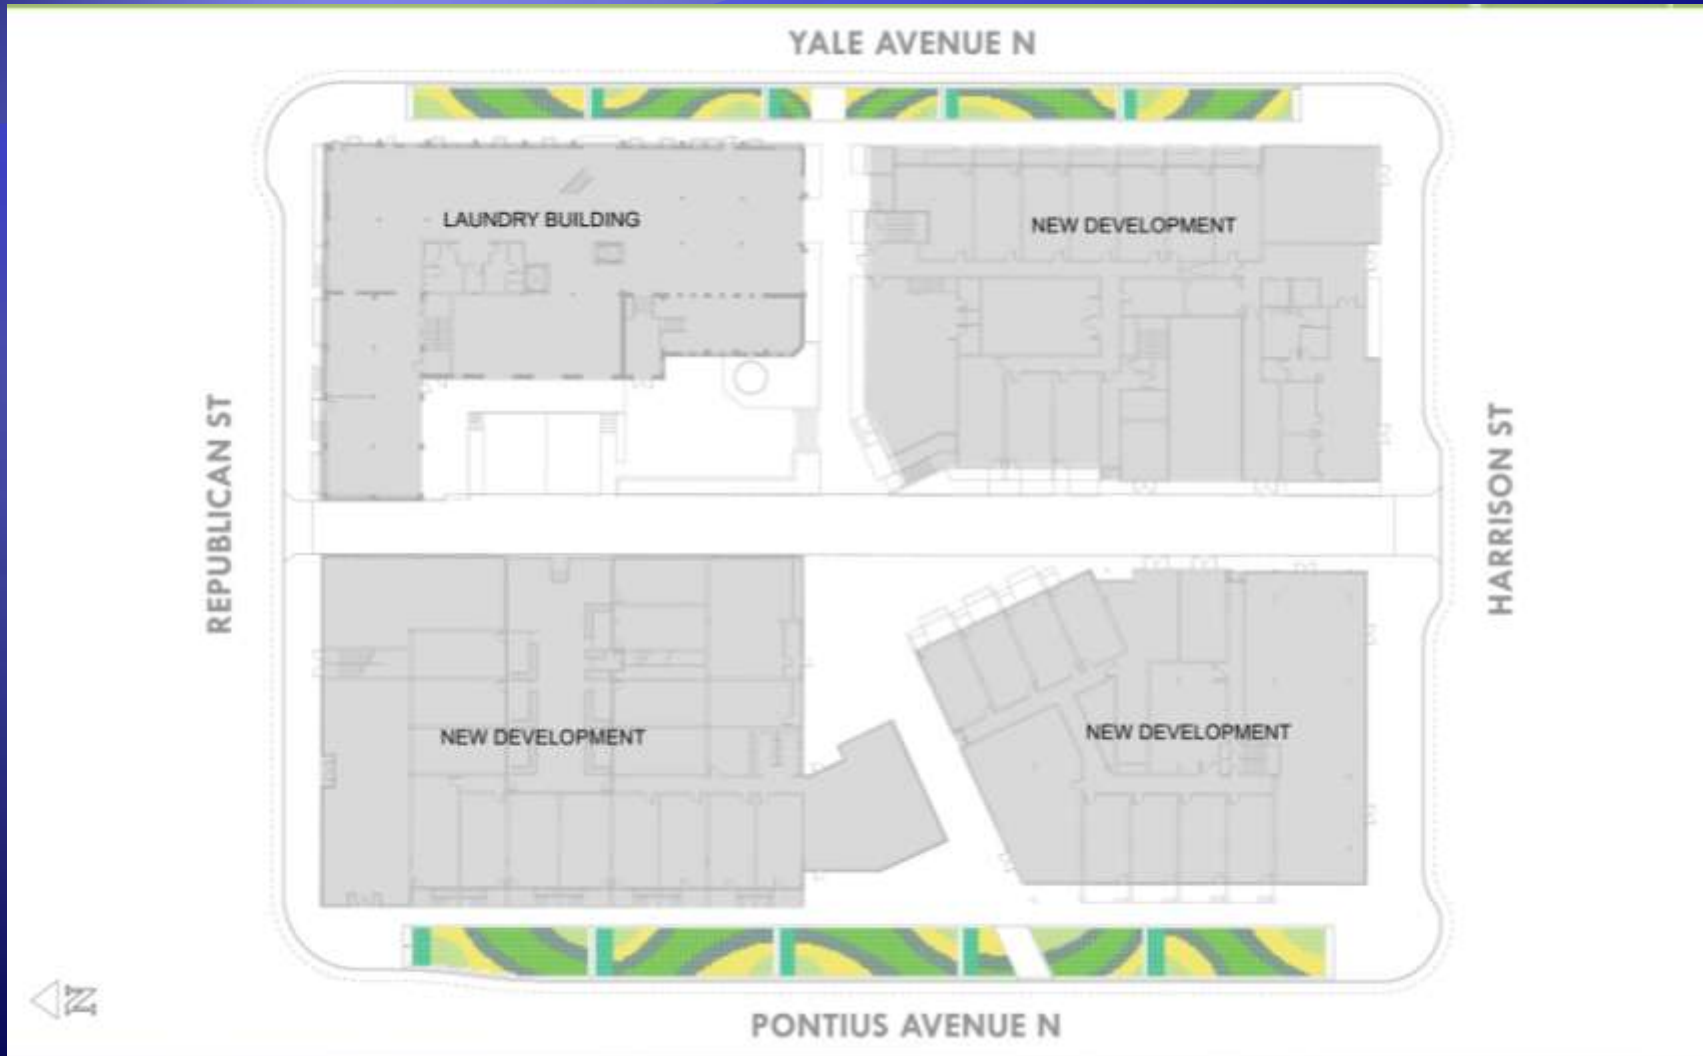 YALE AVENUE N
LAUNDRY BUILDING
NEW DEVELOPMENT
REPUBLICAN ST
HARRISON ST
NEW DEVELOPMENT
NEW DEVELOPMENT
N
PONTIUS AVENUE N